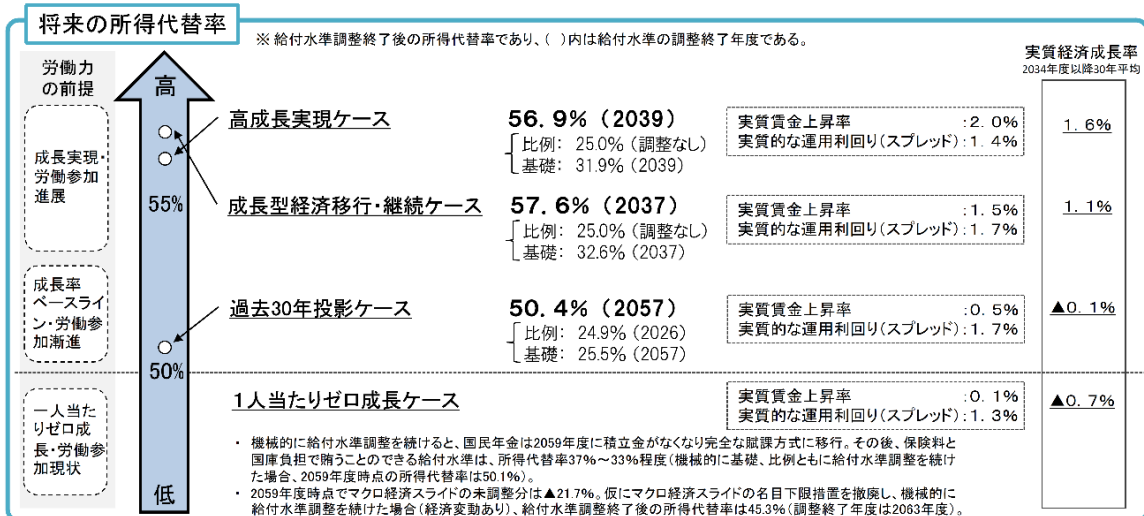 将来の所得代替率
※ 給付水準調整終了後の所得代替率であり、( )内は給付水準の調整終了年度である。
実質経済成長率
2034年度以降30年平均
労働力
の前提
高
成長実現・
労働参加
進展
高成長実現ケース
56.9% (2039)
比例: 25.0% (調整なし)
基礎: 31.9% (2039)
実質賃金上昇率 :2.0%
実質的な運用利回り(スプレッド):1.4%
1.6%
55%
成長型経済移行・継続ケース
57.6% (2037)
比例: 25.0% (調整なし)
基礎: 32.6% (2037)
実質賃金上昇率 :1.5%
実質的な運用利回り(スプレッド):1.7%
1.1%
成長率
ベースライ
ン・労働参
加漸進
過去30年投影ケース
50.4% (2057)
比例: 24.9% (2026)
基礎: 25.5% (2057)
実質賃金上昇率 :0.5%
実質的な運用利回り(スプレッド):1.7%
▲0.1%
50%
一人当た
りゼロ成
長・労働参
加現状
1人当たりゼロ成長ケース
実質賃金上昇率 :0.1%
実質的な運用利回り(スプレッド):1.3%
▲0.7%
・ 機械的に給付水準調整を続けると、国民年金は2059年度に積立金がなくなり完全な賦課方式に移行。その後、保険料と
国庫負担で賄うことのできる給付水準は、所得代替率37%~33%程度(機械的に基礎、比例ともに給付水準調整を続け
た場合、2059年度時点の所得代替率は50.1%)。
・ 2059年度時点でマクロ経済スライドの未調整分は▲21.7%。仮にマクロ経済スライドの名目下限措置を撤廃し、機械的に
給付水準調整を続けた場合(経済変動あり)、給付水準調整終了後の所得代替率は45.3%(調整終了年度は2063年度)。
低